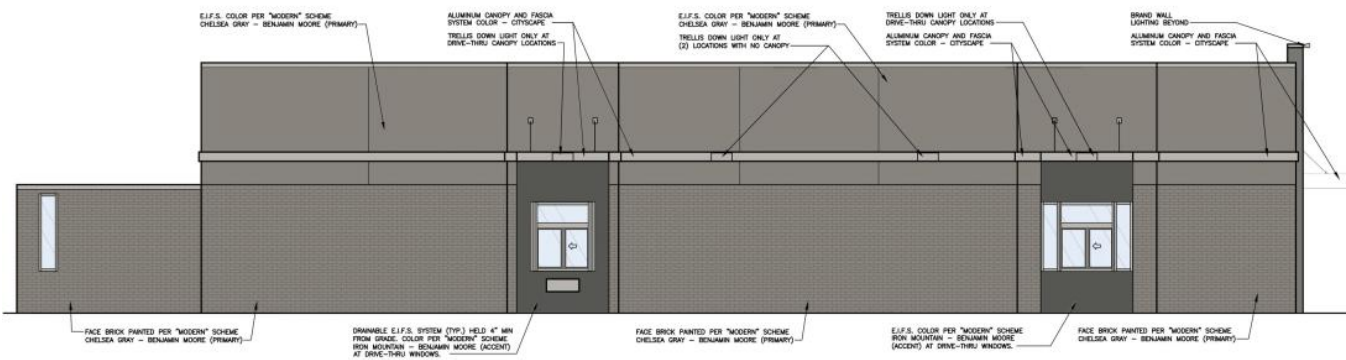 E.I.F.S. COLOR PER "MODERN" SCHEME
CHELSEA GRAY - BENJAMIN MOORE (PRIMARY)
ALUMINUM CANOPY AND FASCIA
SYSTEM COLOR - CITYSCAPE
TRELLIS DOWN LIGHT ONLY AT
DRIVE-THRU CANOPY LOCATIONS
E.I.F.S. COLOR PER "MODERN" SCHEME
CHELSEA GRAY - BENJAMIN MOORE (PRIMARY)
TRELLIS DOWN LIGHT ONLY AT
(2) LOCATIONS WITH NO CANOPY
TRELLIS DOWN LIGHT ONLY AT
DRIVE-THRU CANOPY LOCATIONS
ALUMINUM CANOPY AND FASCIA
SYSTEM COLOR - CITYSCAPE
BRAND WALL
LIGHTING BEYOND
ALUMINUM CANOPY AND FASCIA
SYSTEM COLOR - CITYSCAPE
FACE BRICK PAINTED PER "MODERN" SCHEME
CHELSEA GRAY - BENJAMIN MOORE (PRIMARY)
DRAINABLE E.I.F.S. SYSTEM (TYP.) HELD 4" MIN
FROM GRADE. COLOR PER "MODERN" SCHEME
IRON MOUNTAIN - BENJAMIN MOORE (ACCENT)
AT DRIVE-THRU WINDOWS.
FACE BRICK PAINTED PER "MODERN" SCHEME
CHELSEA GRAY - BENJAMIN MOORE (PRIMARY)
E.I.F.S. COLOR PER "MODERN" SCHEME
IRON MOUNTAIN - BENJAMIN MOORE
(ACCENT) AT DRIVE-THRU WINDOWS.
FACE BRICK PAINTED PER "MODERN" SCHEME
CHELSEA GRAY - BENJAMIN MOORE (PRIMARY)